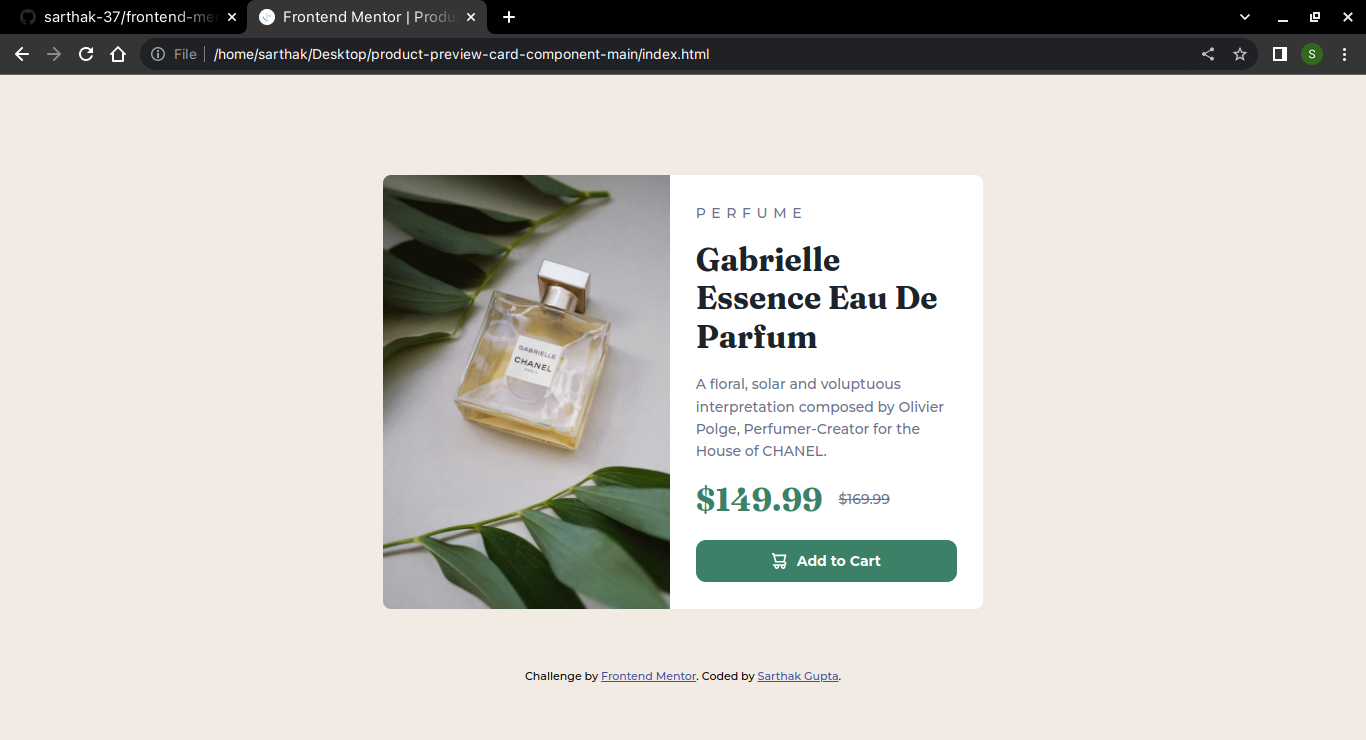 sarthak-37/frontend-me
Frontend Mentor | Produ
File
/home/sarthak/Desktop/product-preview-card-component-main/index.html
S
PERFUME
Gabrielle
Essence Eau De
Parfum
A floral, solar and voluptuous
interpretation composed by Olivier
Polge, Perfumer-Creator for the
House of CHANEL.
$149.99 $169.99
Add to Cart
GABRIELLE
CHANEL
Challenge by Frontend Mentor. Coded by Sarthak Gupta.